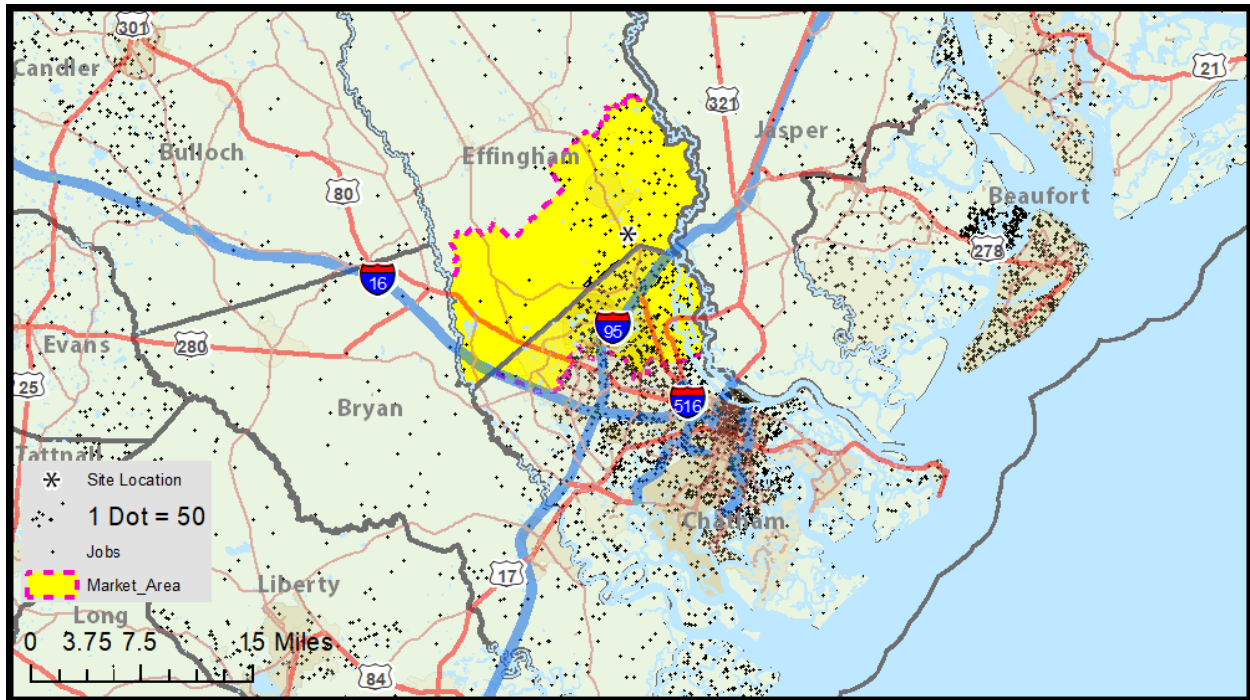 301
21
Candler
321
Jasper
Bulloch
Effingham
80
Beaufort
278
16
95
Evans
280
25
516
Bryan
Tattnall
Site Location
1 Dot = 50
Chatham
Jobs
17
Market_Area
Liberty
Long
0 3.75 7.5 15 Miles
84